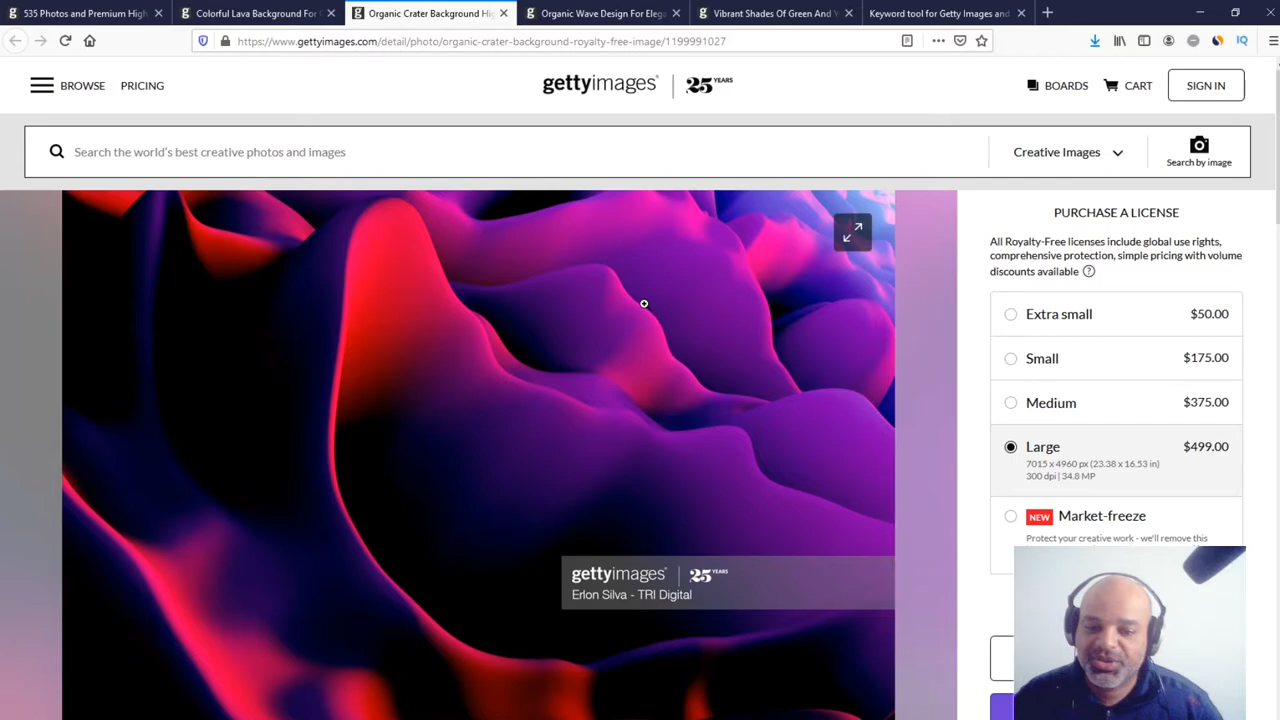 535 Photos and Premium High
Colorful Lava Background For G
Organic Crater Background Hig
Organic Wave Design For Elega
Vibrant Shades Of Green And Y
Keyword tool for Getty Images and
https://www.gettyimages.com/detail/photo/organic-crater-background-royalty-free-image/1199991027
BROWSE PRICING
gettyimages® | 25 YEARS
BOARDS CART SIGN IN
Search the world's best creative photos and images
Creative Images
Search by image
PURCHASE A LICENSE
All Royalty-Free licenses include global use rights,
comprehensive protection, simple pricing with volume
discounts available ?
Extra small $50.00
Small $175.00
Medium $375.00
Large $499.00
7015 x 4960 px (23.38 x 16.53 in)
300 dpi | 34.8 MP
NEW Market-freeze
Protect your creative work - we'll remove this
gettyimages® | 25 YEARS
Erlon Silva - TRI Digital